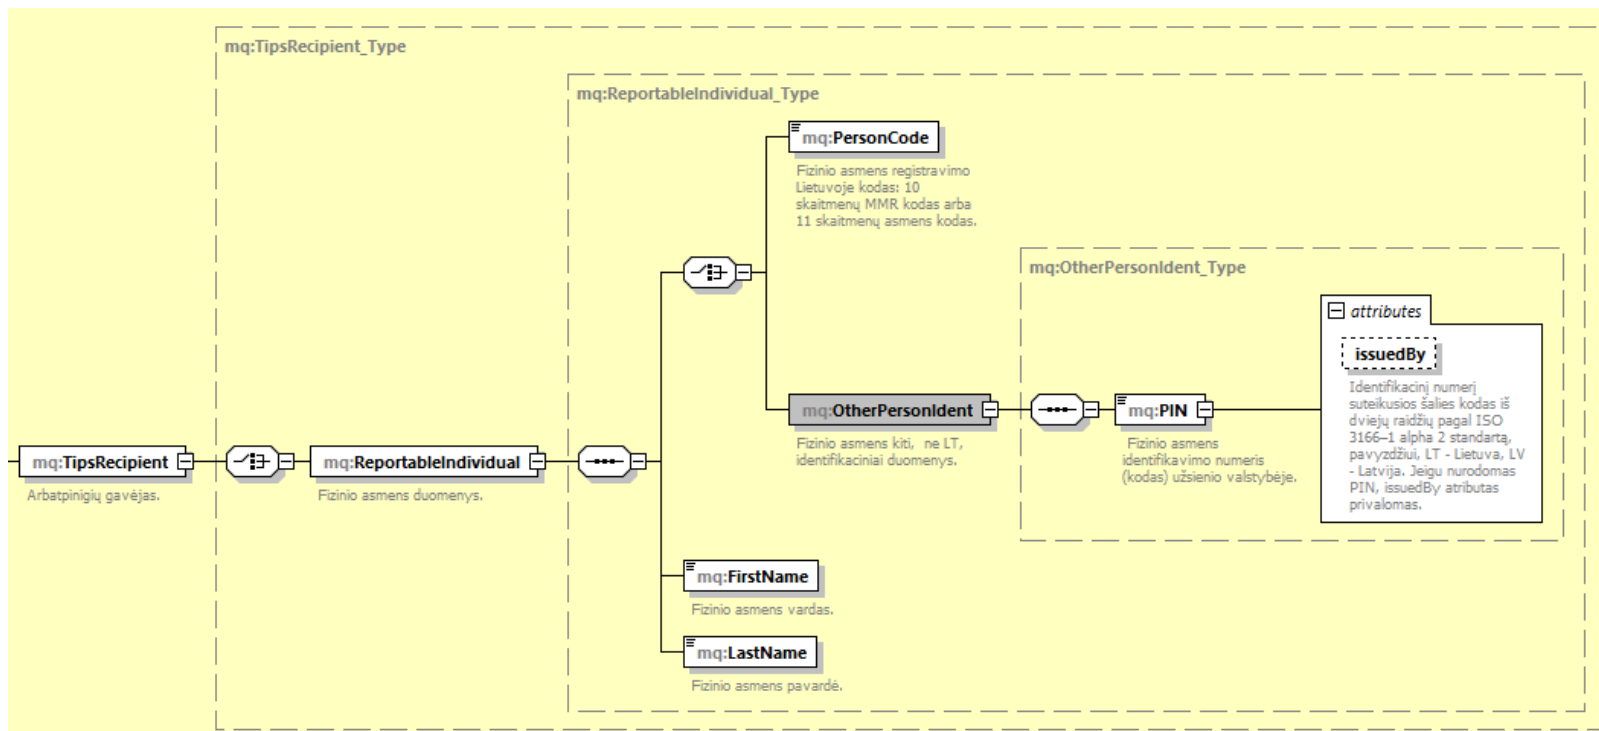 mq:TipsRecipient_Type
mq:ReportableIndividual_Type
mq:PersonCode
Fizinio asmens registravimo
Lietuvoje kodas: 10
skaitmenų MMR kodas arba
11 skaitmenų asmens kodas.
mq:OtherPersonIdent_Type
attributes
issuedBy
Identifikacinį numerį
suteikusios šalies kodas iš
dviejų raidžių pagal ISO
3166–1 alpha 2 standartą,
pavyzdžiui, LT - Lietuva, LV
- Latvija. Jeigu nurodomas
PIN, issuedBy atributas
privalomas.
mq:OtherPersonIdent
Fizinio asmens kiti,  ne LT,
identifikaciniai duomenys.
mq:PIN
Fizinio asmens
identifikavimo numeris
(kodas) užsienio valstybėje.
mq:TipsRecipient
Arbatpinigių gavėjas.
mq:ReportableIndividual
Fizinio asmens duomenys.
mq:FirstName
Fizinio asmens vardas.
mq:LastName
Fizinio asmens pavardė.